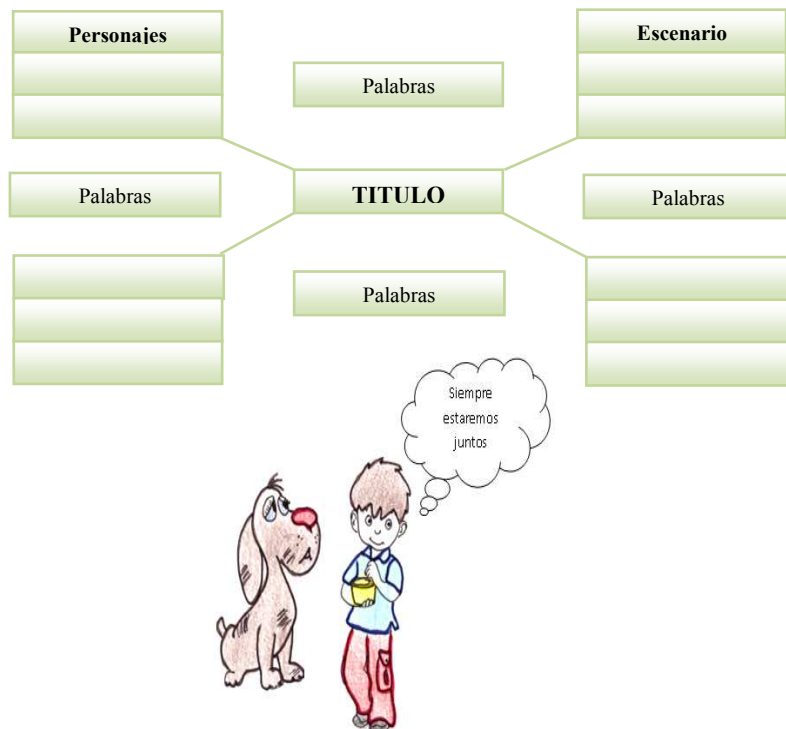 Personajes
Escenario
Palabras
Palabras
TITULO
Palabras
Palabras
Siempre
estaremos
juntos